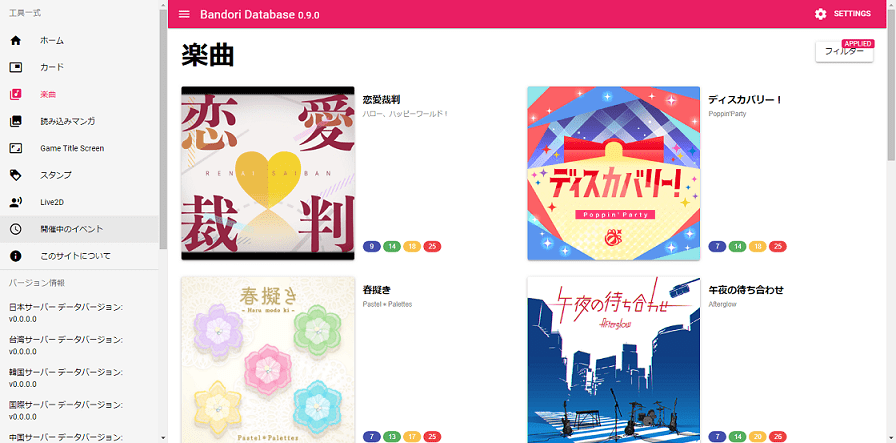 工具一式
ホーム
カード
楽曲
読み込みマンガ
Game Title Screen
スタンプ
Live2D
開催中のイベント
このサイトについて
バージョン情報
日本サーバー データバージョン:
v0.0.0.0
台湾サーバー データバージョン:
v0.0.0.0
韓国サーバー データバージョン:
v0.0.0.0
国際サーバー データバージョン:
v0.0.0.0
中国サーバー データバージョン:
Bandori Database 0.9.0
SETTINGS
楽曲
APPLIED
フィルター
恋愛
RENAI SAIBAN
裁判
恋愛裁判
ハロー、ハッピーワールド！
9 14 18 25
ディスカバリー!
Poppin'Party
ディスカバリー！
Poppin'Party
7 14 18 25
春擬き
~ Haru modo ki ~
Pastel＊Palettes
春擬き
Pastel＊Palettes
7 13 17 25
午夜の待ち合わせ
Afterglow
午夜の待ち合わせ
Afterglow
7 14 20 26